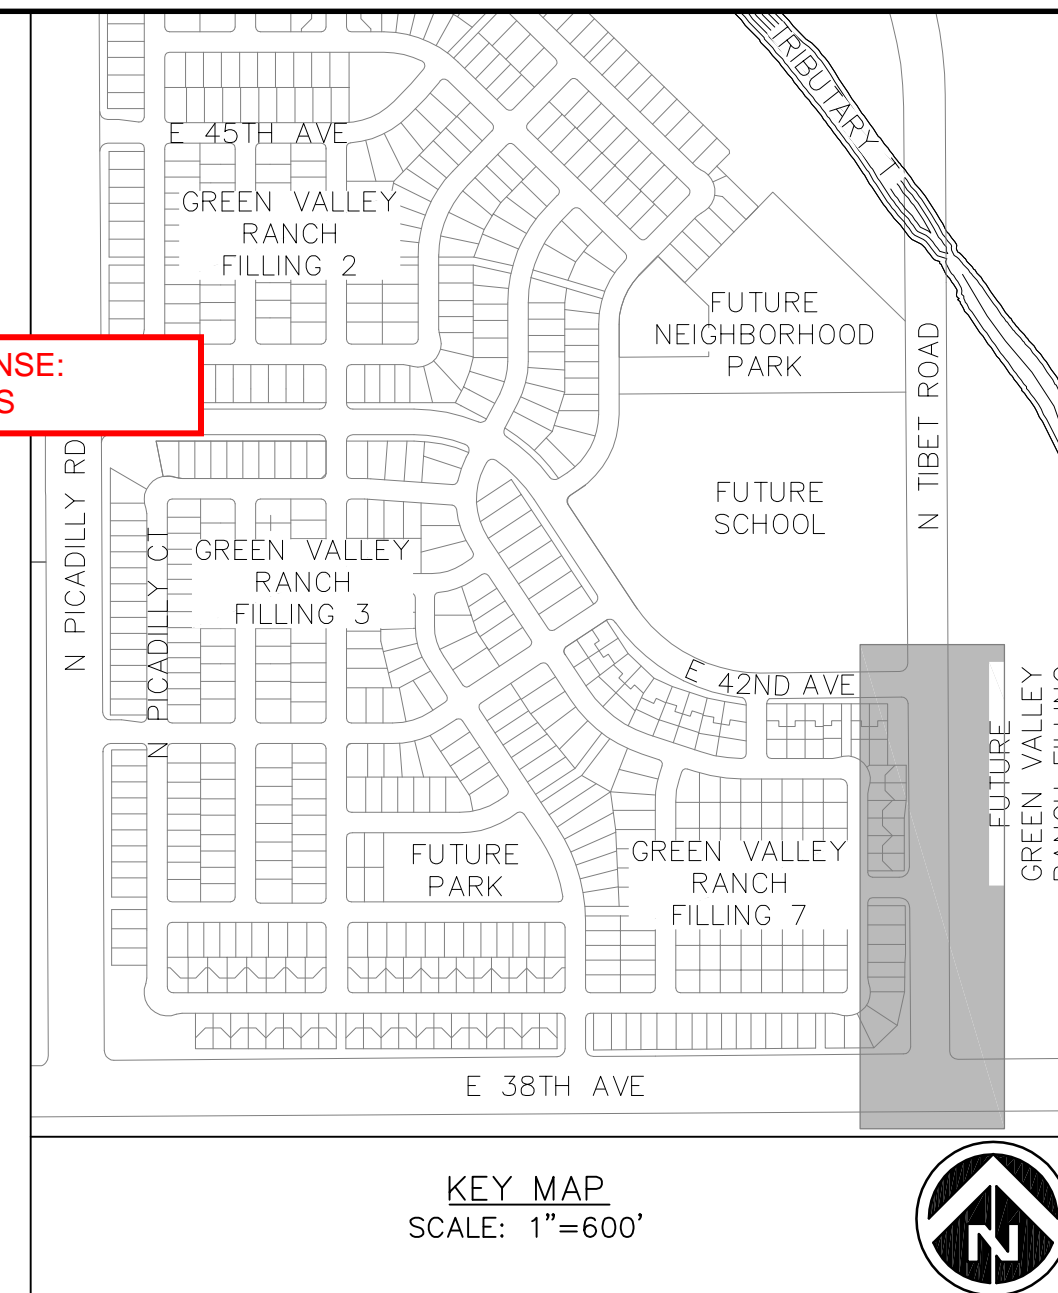 TRIBUTARY T
E 45TH AVE
GREEN VALLEY
RANCH
FILLING 2
FUTURE
NEIGHBORHOOD
PARK
NSE:
S
N TIBET ROAD
N PICADILLY RD
FUTURE
SCHOOL
N PICADILLY CT
GREEN VALLEY
RANCH
FILLING 3
E 42ND AVE
FUTURE
GREEN VALLEY
RANCH FILLING
FUTURE
PARK
GREEN VALLEY
RANCH
FILLING 7
E 38TH AVE
KEY MAP
SCALE: 1"=600'
N